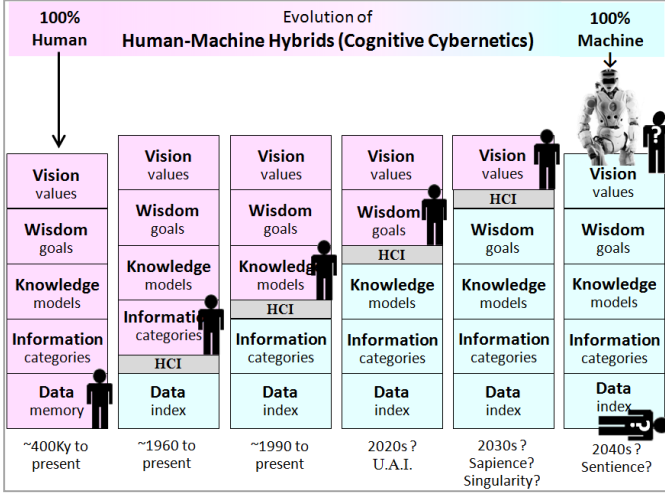 100%
Human
Evolution of
Human-Machine Hybrids (Cognitive Cybernetics)
100%
Machine
Vision
values
Wisdom
goals
Knowledge
models
Information
categories
Data
memory
~400Ky to
present
Vision
values
Wisdom
goals
Knowledge
models
Information
categories
HCI
Data
index
~1960 to
present
Vision
values
Wisdom
goals
Knowledge
models
HCI
Information
categories
Data
index
~1990 to
present
Vision
values
Wisdom
goals
HCI
Knowledge
models
Information
categories
Data
index
2020s ?
U.A.I.
Vision
values
HCI
Wisdom
goals
Knowledge
models
Information
categories
Data
index
2030s ?
Sapience?
Singularity?
?
Vision
values
Wisdom
goals
Knowledge
models
Information
categories
Data
index
?
2040s ?
Sentience?